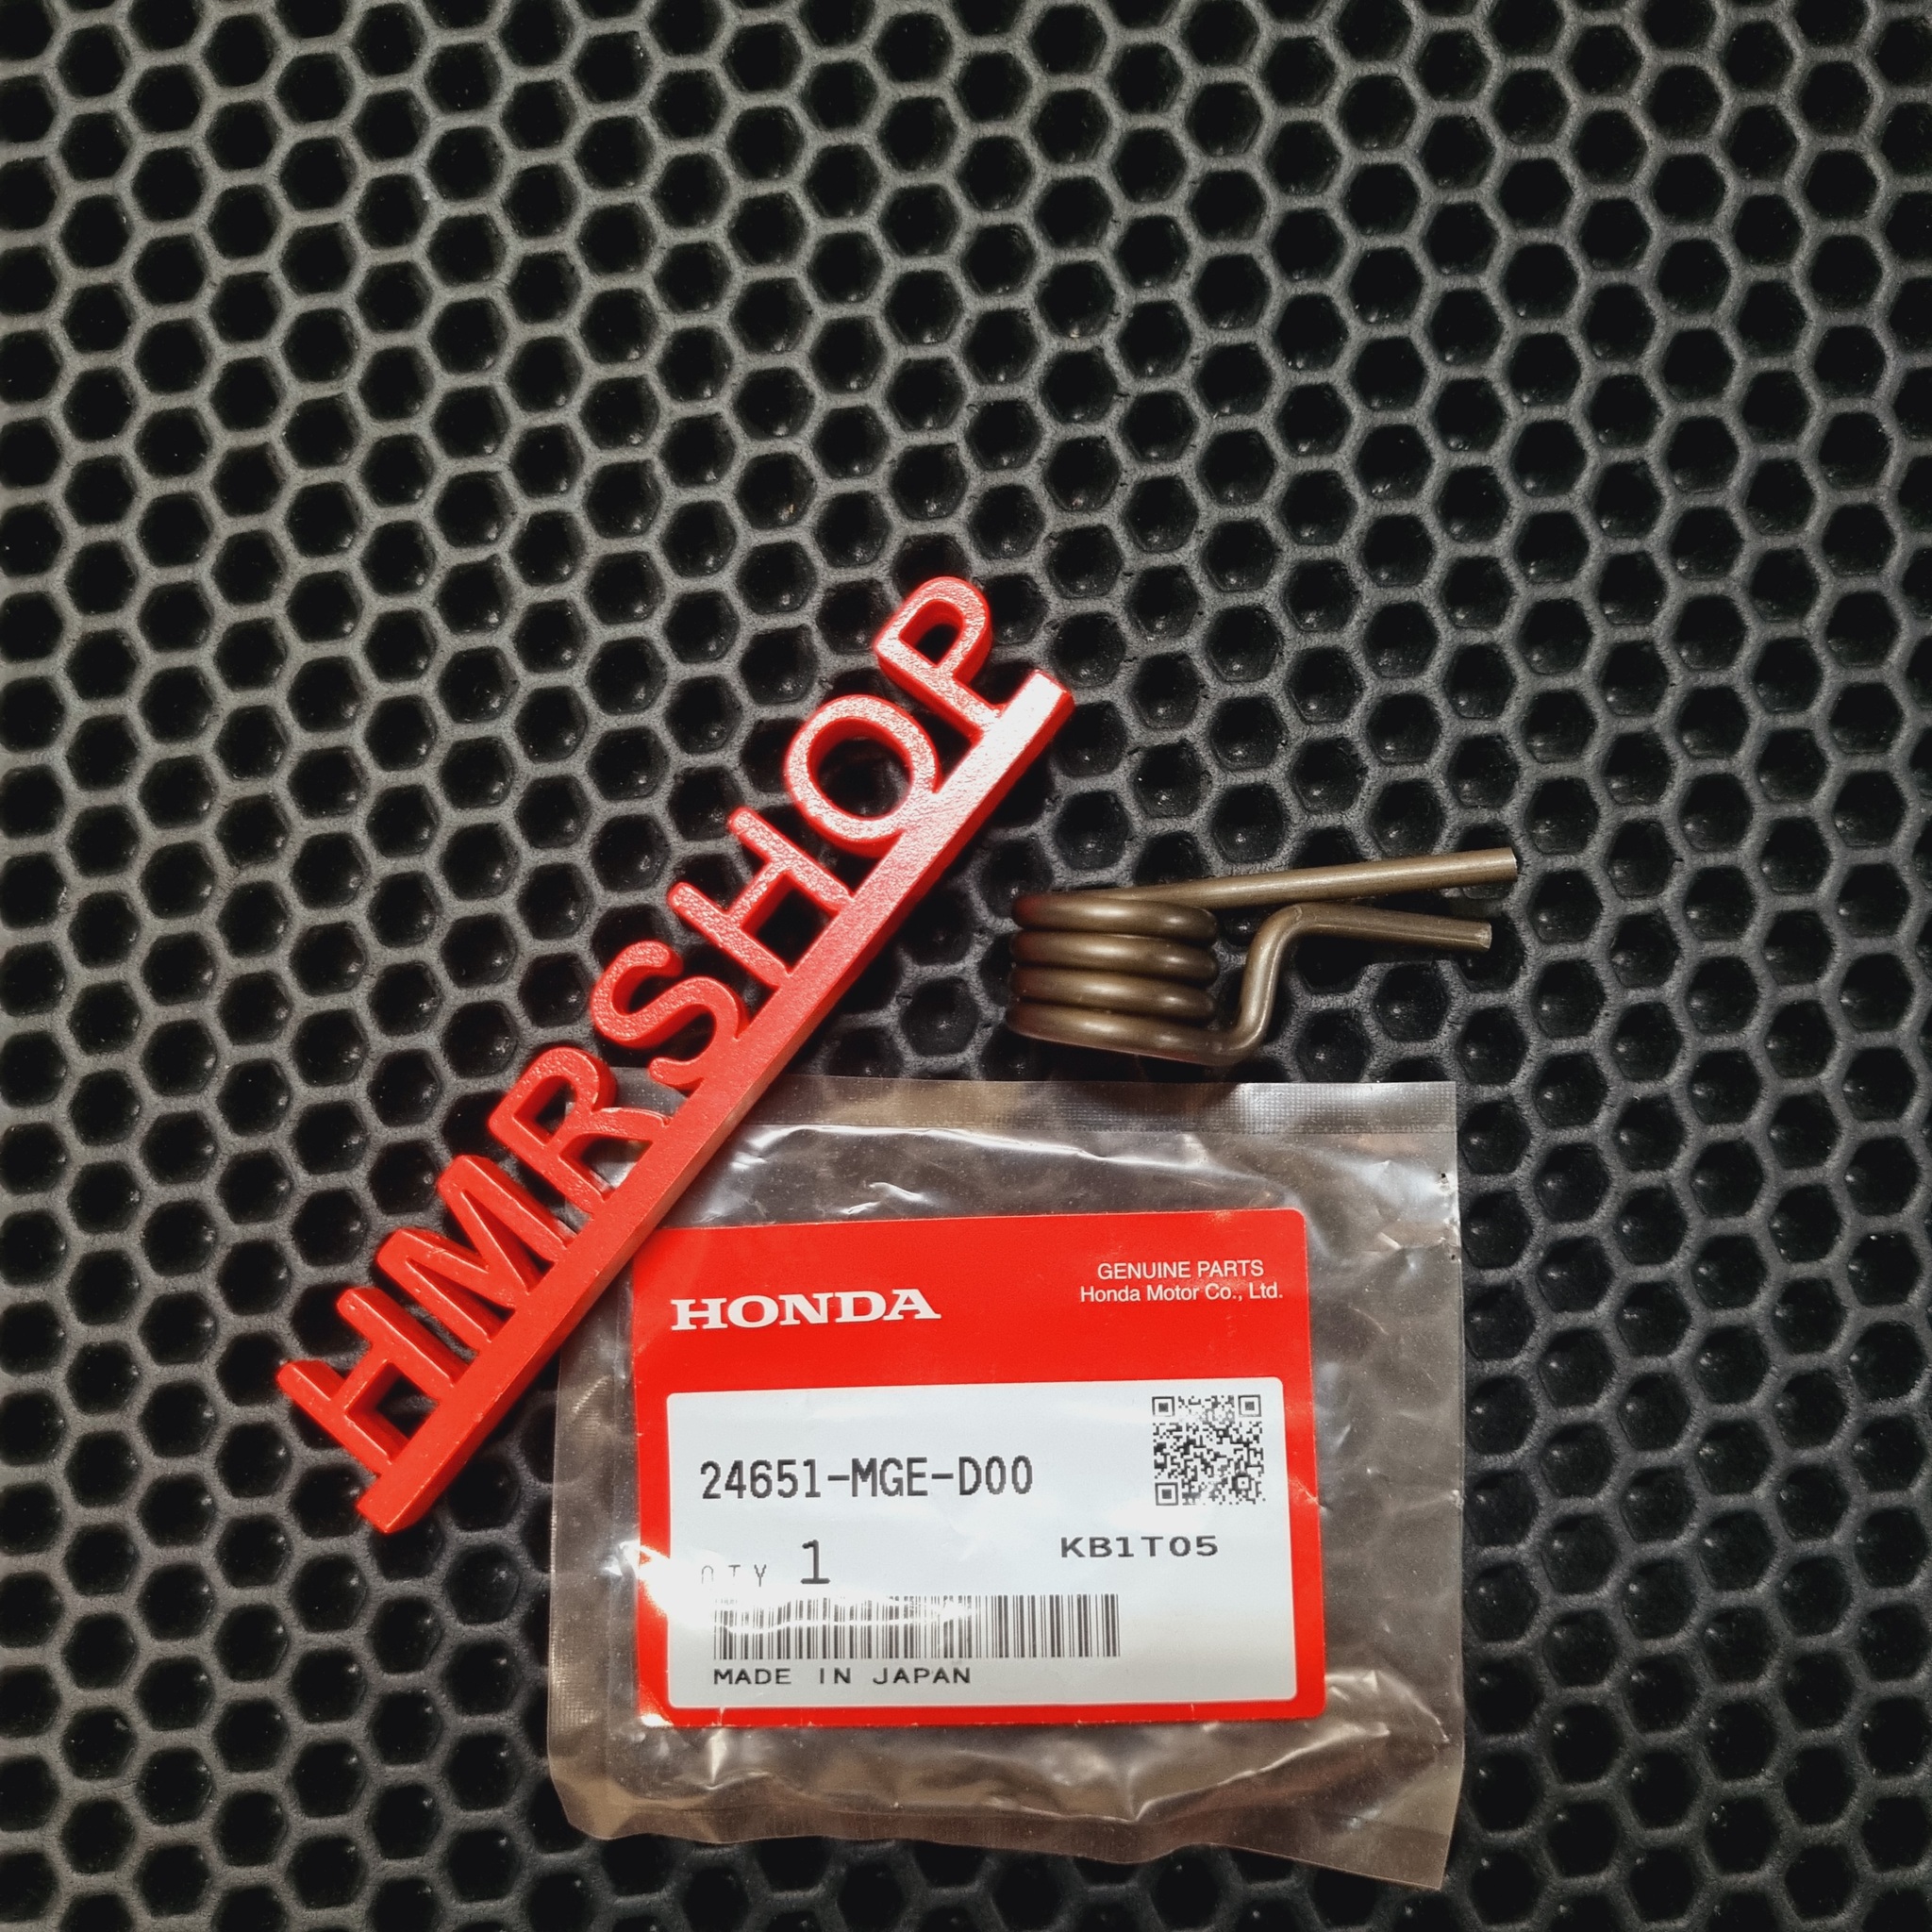 HMRSHOP
HONDA
GENUINE PARTS
Honda Motor Co., Ltd.
24651-MGE-D00
QTY 1
KB1T05
MADE IN JAPAN